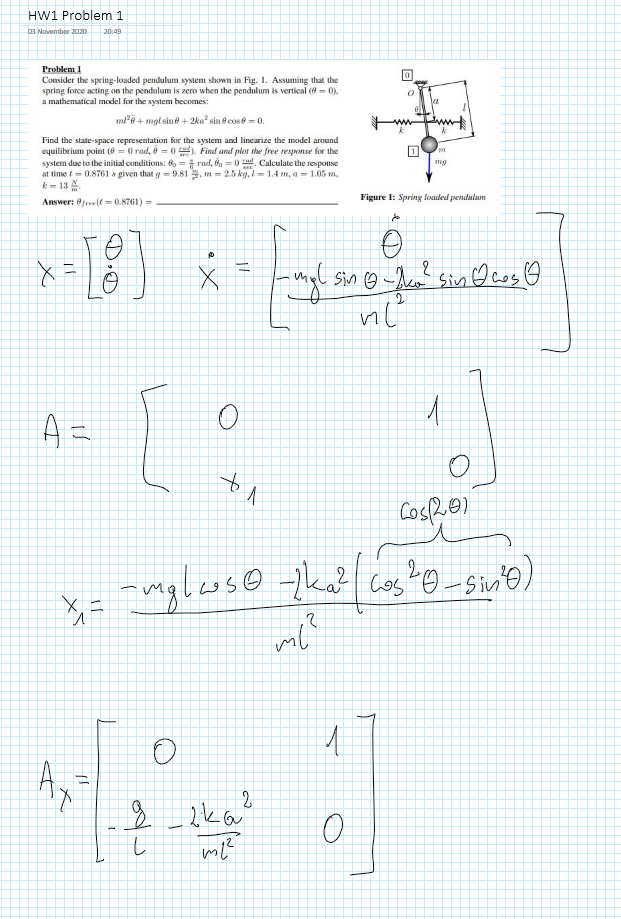 HW1 Problem 1
03 November 2020 20:49
Problem 1
Consider the spring-loaded pendulum system shown in Fig. 1. Assuming that the
spring force acting on the pendulum is zero when the pendulum is vertical (θ = 0),
a mathematical model for the system becomes:
ml²θ̈ + mgl sin θ + 2ka² sin θ cos θ = 0.
Find the state-space representation for the system and linearize the model around
equilibrium point (θ = 0 rad, θ̇ = 0 rad/sec). Find and plot the free response for the
system due to the initial conditions: θ₀ = rad, θ̇₀ = 0 rad/sec. Calculate the response
at time t = 0.8761 s given that g = 9.81 m/s², m = 2.5 kg, l = 1.4 m, a = 1.05 m,
k = 13 N/m.
Answer: θfree(t = 0.8761) =
0
O
θ
a
l
k
k
1
m
mg
Figure 1: Spring loaded pendulum
x = [θ; θ̇] ẋ = [θ̇; (-mgl sin θ - 2ka² sin θ cos θ)/ml²]
A = [0 1; x₁ 0]
cos(2θ)
x₁ = (-mgl cos θ - 2ka² (cos²θ - sin²θ))/ml²
Aₓ = [0 1; -g/l - 2ka²/ml² 0]